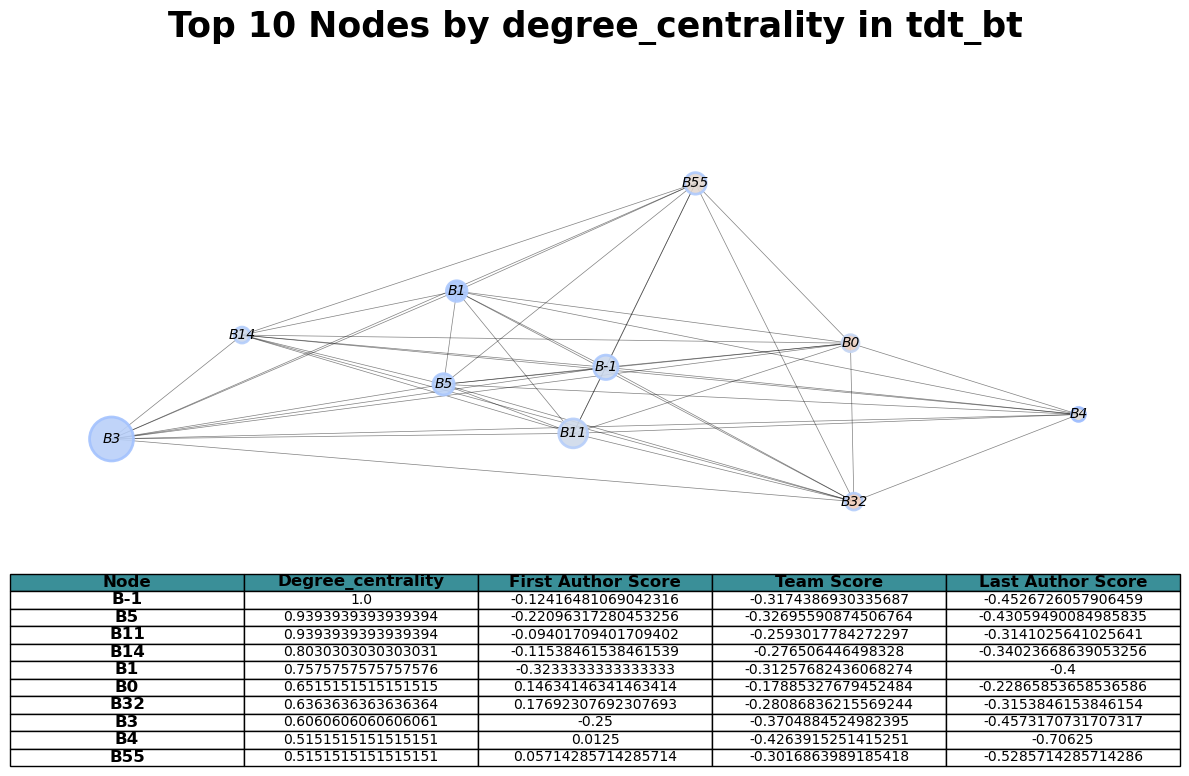 Top 10 Nodes by degree_centrality in tdt_bt
B55
B1
B14
B0
B-1
B5
B4
B3
B11
B32
Node Degree_centrality First Author Score Team Score Last Author Score
B-1 1.0 -0.12416481069042316 -0.3174386930335687 -0.4526726057906459
B5 0.9393939393939394 -0.22096317280453256 -0.32695590874506764 -0.43059490084985835
B11 0.9393939393939394 -0.09401709401709402 -0.2593017784272297 -0.3141025641025641
B14 0.8030303030303031 -0.11538461538461539 -0.276506446498328 -0.34023668639053256
B1 0.7575757575757576 -0.3233333333333333 -0.31257682436068274 -0.4
B0 0.6515151515151515 0.14634146341463414 -0.17885327679452484 -0.22865853658536586
B32 0.6363636363636364 0.17692307692307693 -0.28086836215569244 -0.3153846153846154
B3 0.6060606060606061 -0.25 -0.3704884524982395 -0.4573170731707317
B4 0.5151515151515151 0.0125 -0.4263915251415251 -0.70625
B55 0.5151515151515151 0.05714285714285714 -0.3016863989185418 -0.5285714285714286